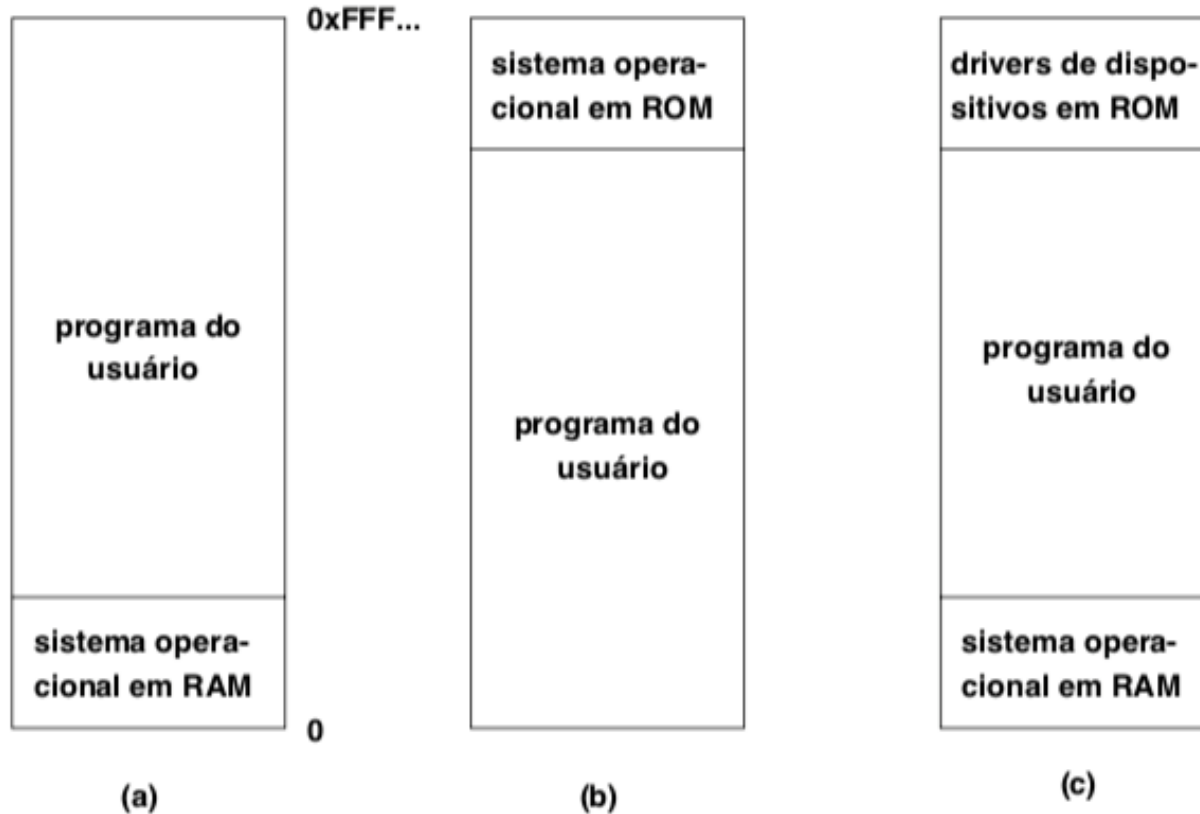 0xFFF...
programa do
usuário
sistema opera-
cional em RAM
0
(a)
sistema opera-
cional em ROM
programa do
usuário
(b)
drivers de dispo-
sitivos em ROM
programa do
usuário
sistema opera-
cional em RAM
(c)